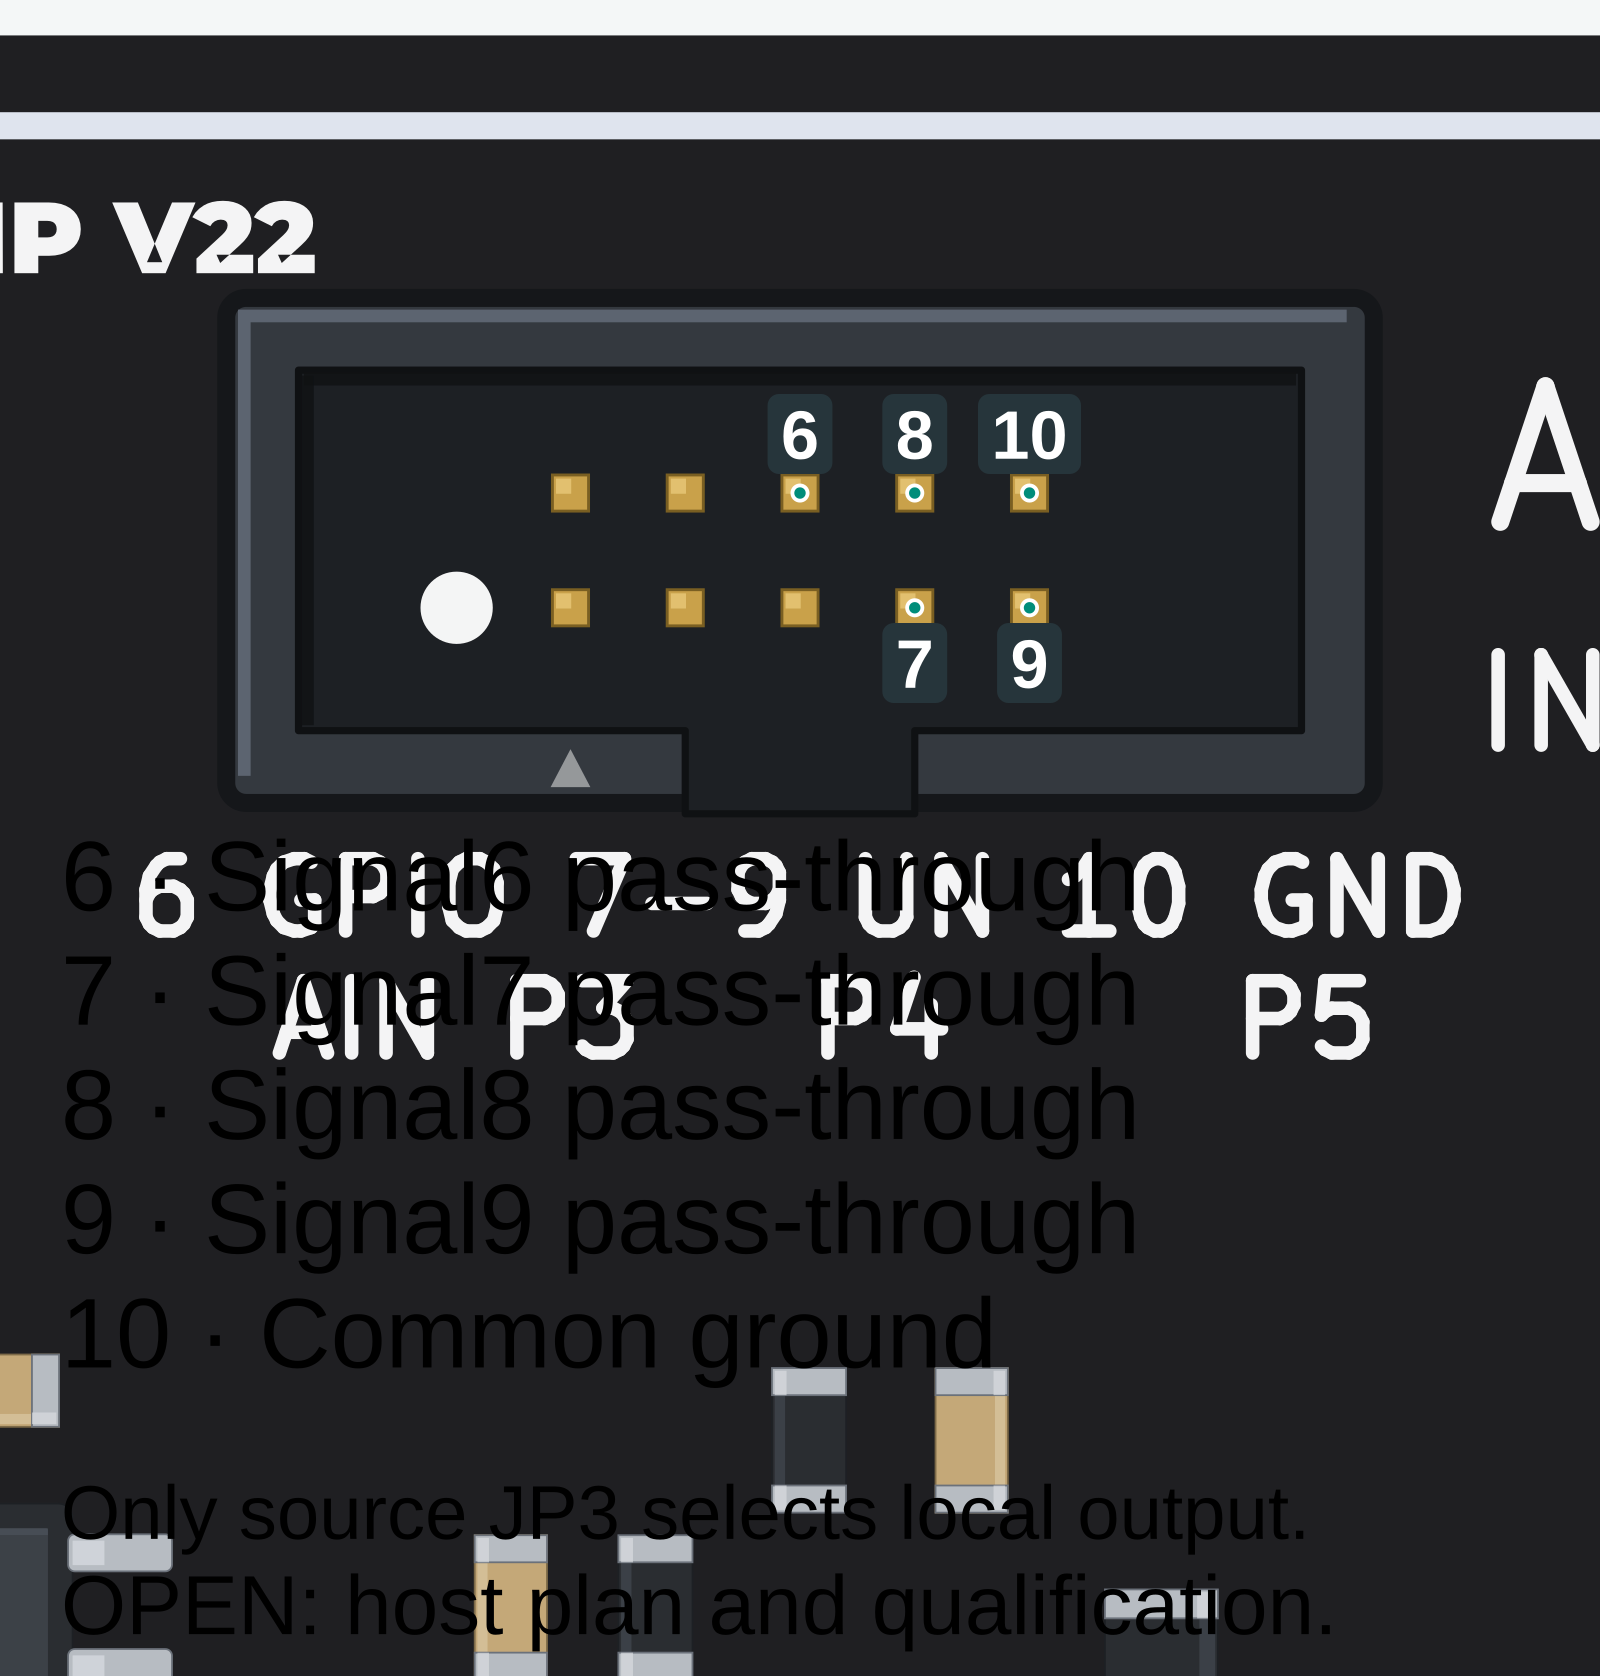 IP V22
6 8 10
7 9
A
IN
6 GPIO 7-9 UN 10 GND
AIN P3 P4 P5
6 · Signal6 pass-through
7 · Signal7 pass-through
8 · Signal8 pass-through
9 · Signal9 pass-through
10 · Common ground
Only source JP3 selects local output.
OPEN: host plan and qualification.